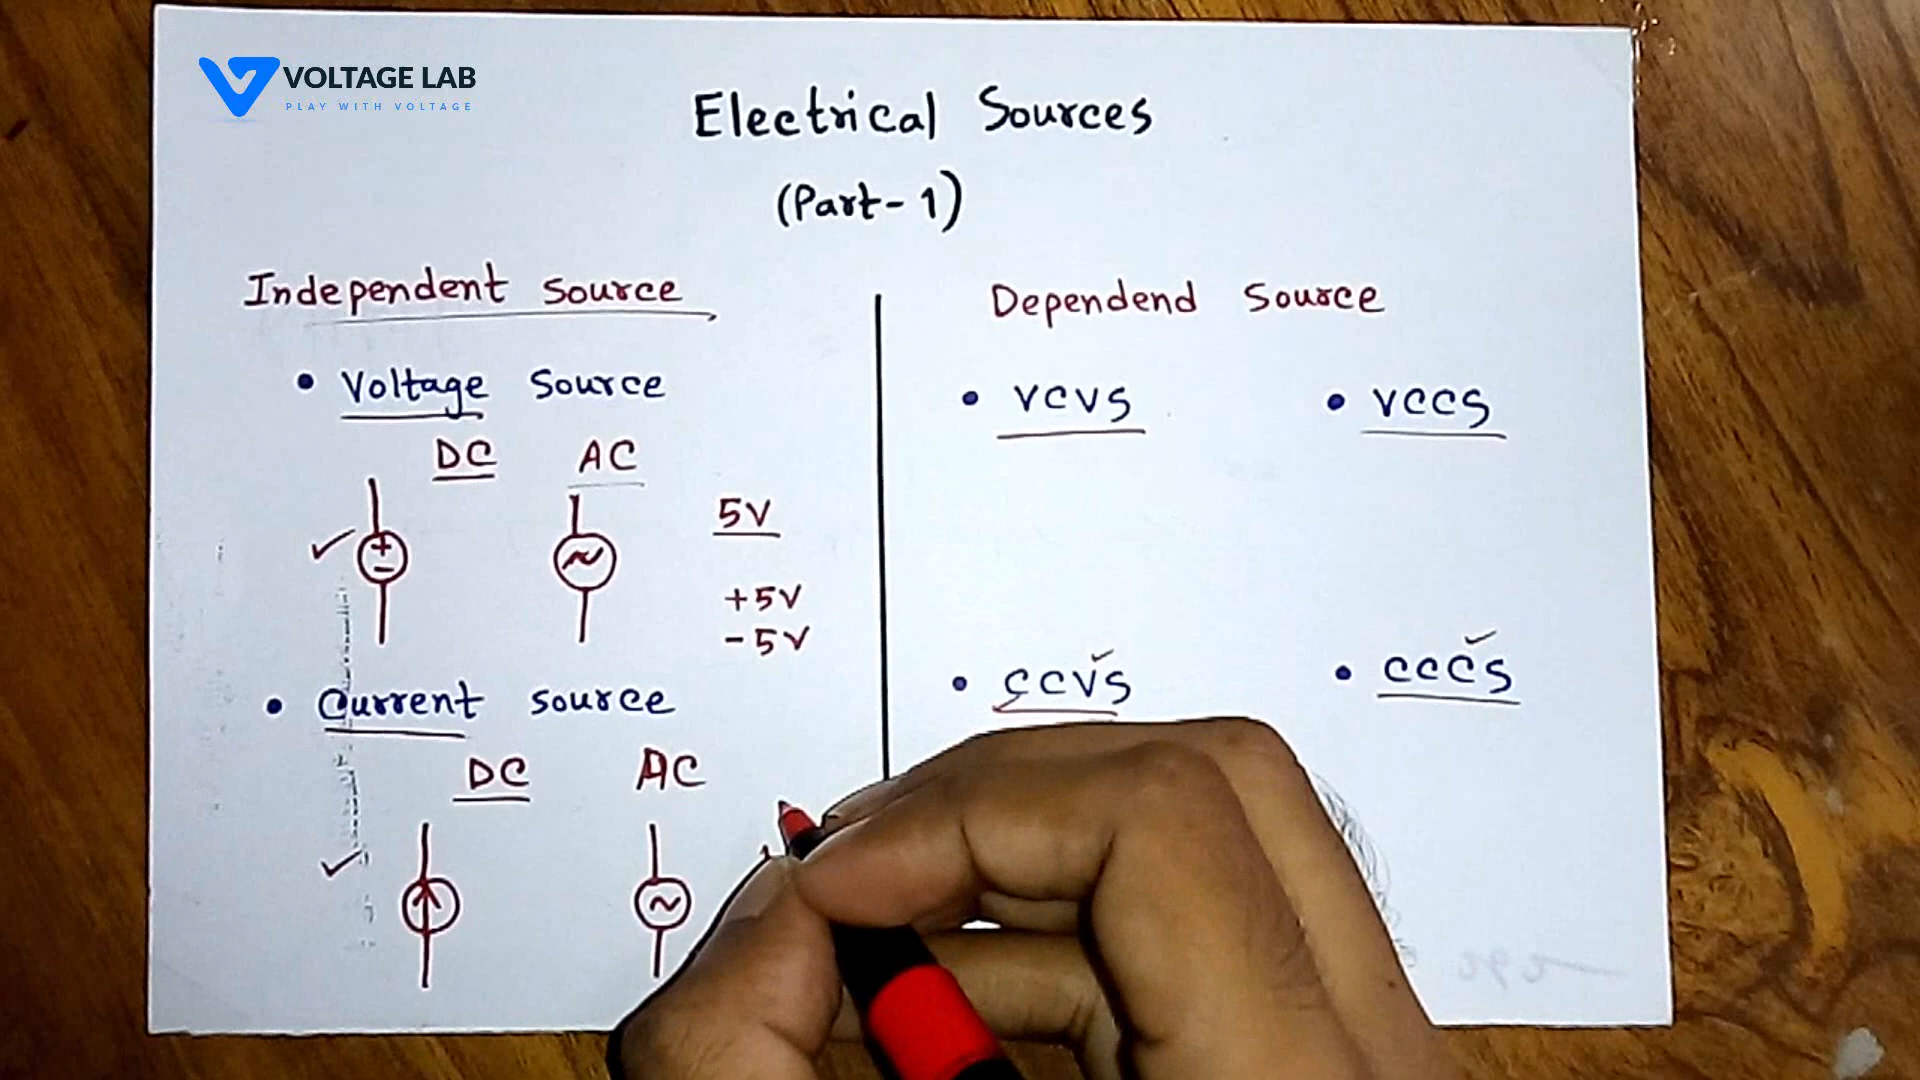 VOLTAGE LAB
PLAY WITH VOLTAGE
Electrical Sources
(Part-1)
Independent Source
• Voltage Source
DC AC
+
-
~
5V
+5V
-5V
• Current source
DC AC
~
Dependend Source
• VCVS
• VCCS
• CCVS
• CCCS